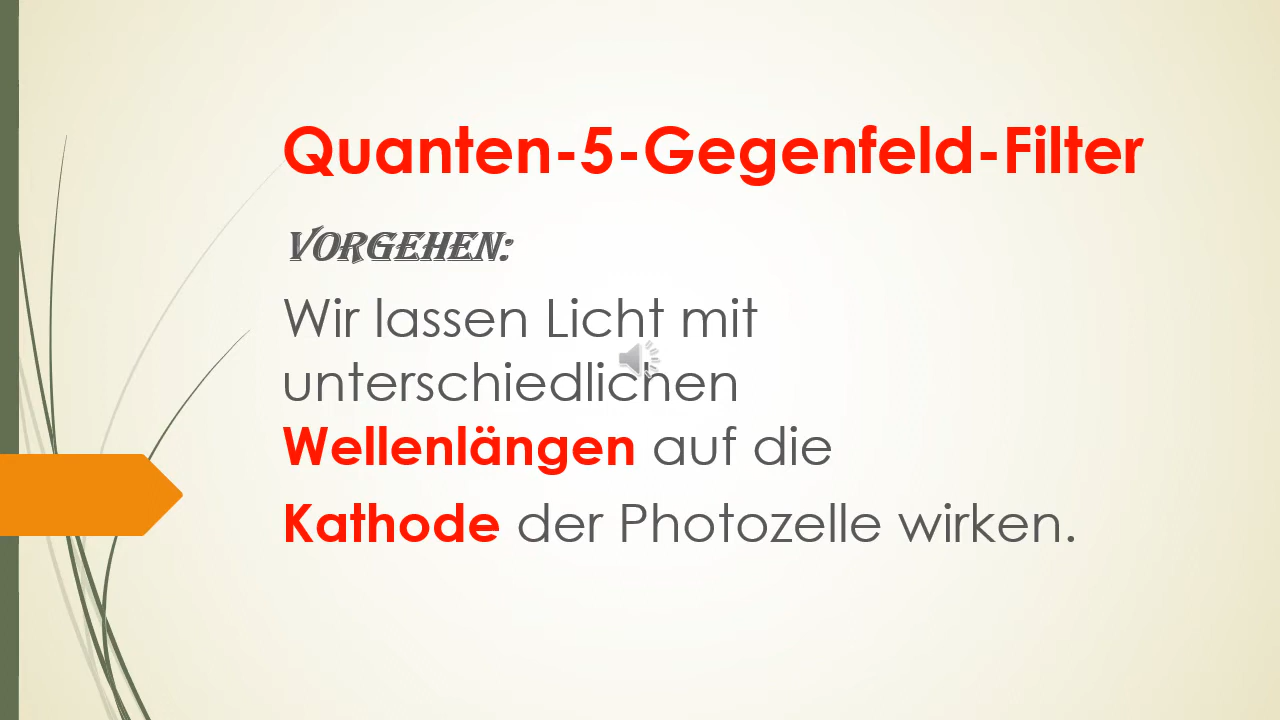 Quanten-5-Gegenfeld-Filter
VORGEHEN:
Wir lassen Licht mit
unterschiedlichen
Wellenlängen auf die
Kathode der Photozelle wirken.